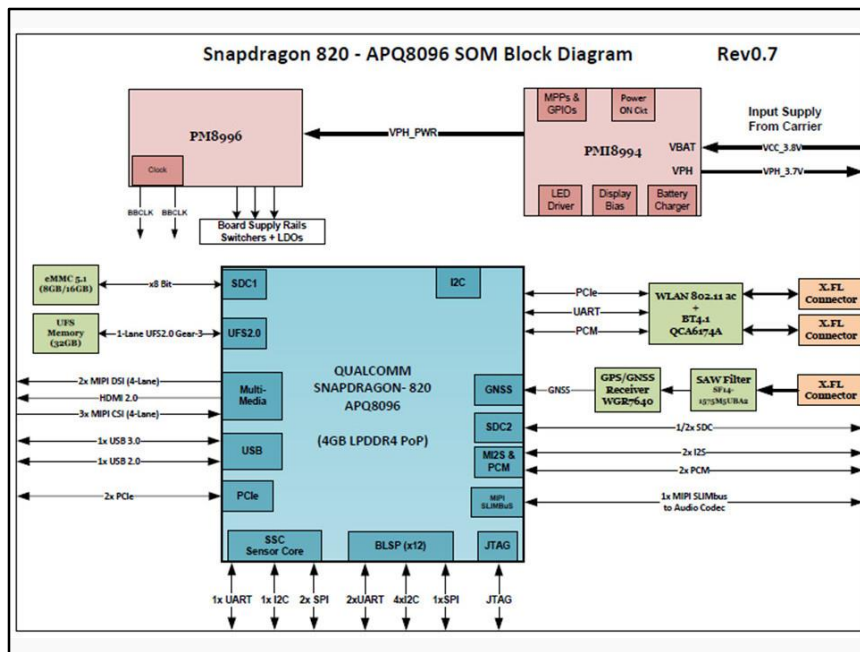 Snapdragon 820 - APQ8096 SOM Block Diagram
Rev0.7
PM8996
Clock
BBCLK
BBCLK
Board Supply Rails
Switchers + LDOs
VPH_PWR
MPPs &
GPIOs
Power
ON Ckt
PMI8994
VBAT
VPH
LED
Driver
Display
Bias
Battery
Charger
Input Supply
From Carrier
VCC_3.8V
VPH_3.7V
eMMC 5.1
(8GB/16GB)
x8 Bit
UFS
Memory
(32GB)
1-Lane UFS2.0 Gear-3
2x MIPI DSI (4-Lane)
HDMI 2.0
3x MIPI CSI (4-Lane)
1x USB 3.0
1x USB 2.0
2x PCIe
SDC1
UFS2.0
Multi-
Media
USB
PCIe
I2C
QUALCOMM
SNAPDRAGON- 820
APQ8096
(4GB LPDDR4 PoP)
GNSS
SDC2
MI2S &
PCM
MIPI
SLIMBuS
SSC
Sensor Core
BLSP (x12)
JTAG
PCIe
UART
PCM
WLAN 802.11 ac
+
BT4.1
QCA6174A
X.FL
Connector
X.FL
Connector
GNSS
GPS/GNSS
Receiver
WGR7640
SAW Filter
SF14-
1575M5UBA2
X.FL
Connector
1/2x SDC
2x I2S
2x PCM
1x MIPI SLIMbus
to Audio Codec
1x UART
1x I2C
2x SPI
2xUART
4xI2C
1xSPI
JTAG